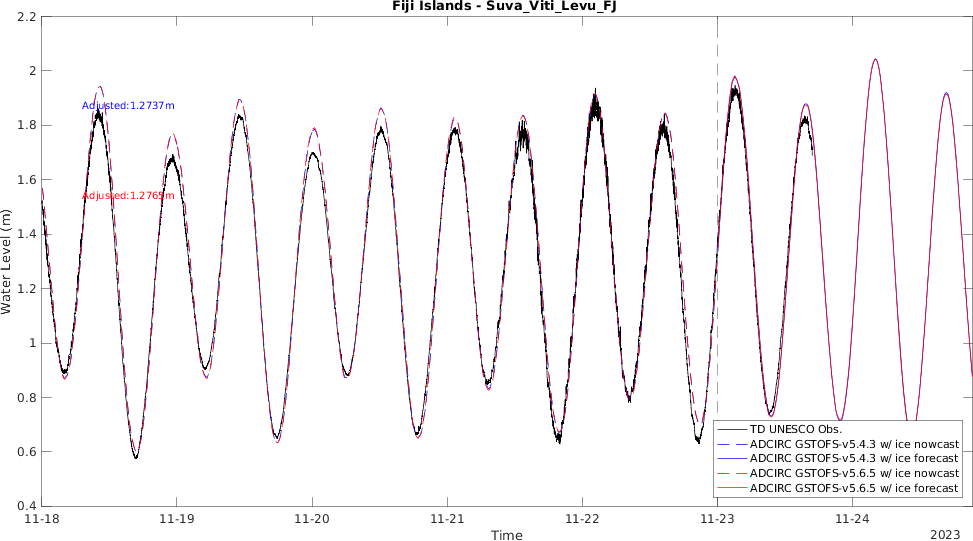 Fiji Islands - Suva_Viti_Levu_FJ
2.2
2
1.8
1.6
1.4
1.2
1
0.8
0.6
0.4
Water Level (m)
Adjusted:1.2737m
Adjusted:1.2765m
TD UNESCO Obs.
ADCIRC GSTOFS-v5.4.3 w/ ice nowcast
ADCIRC GSTOFS-v5.4.3 w/ ice forecast
ADCIRC GSTOFS-v5.6.5 w/ ice nowcast
ADCIRC GSTOFS-v5.6.5 w/ ice forecast
11-18 11-19 11-20 11-21 11-22 11-23 11-24
Time
2023